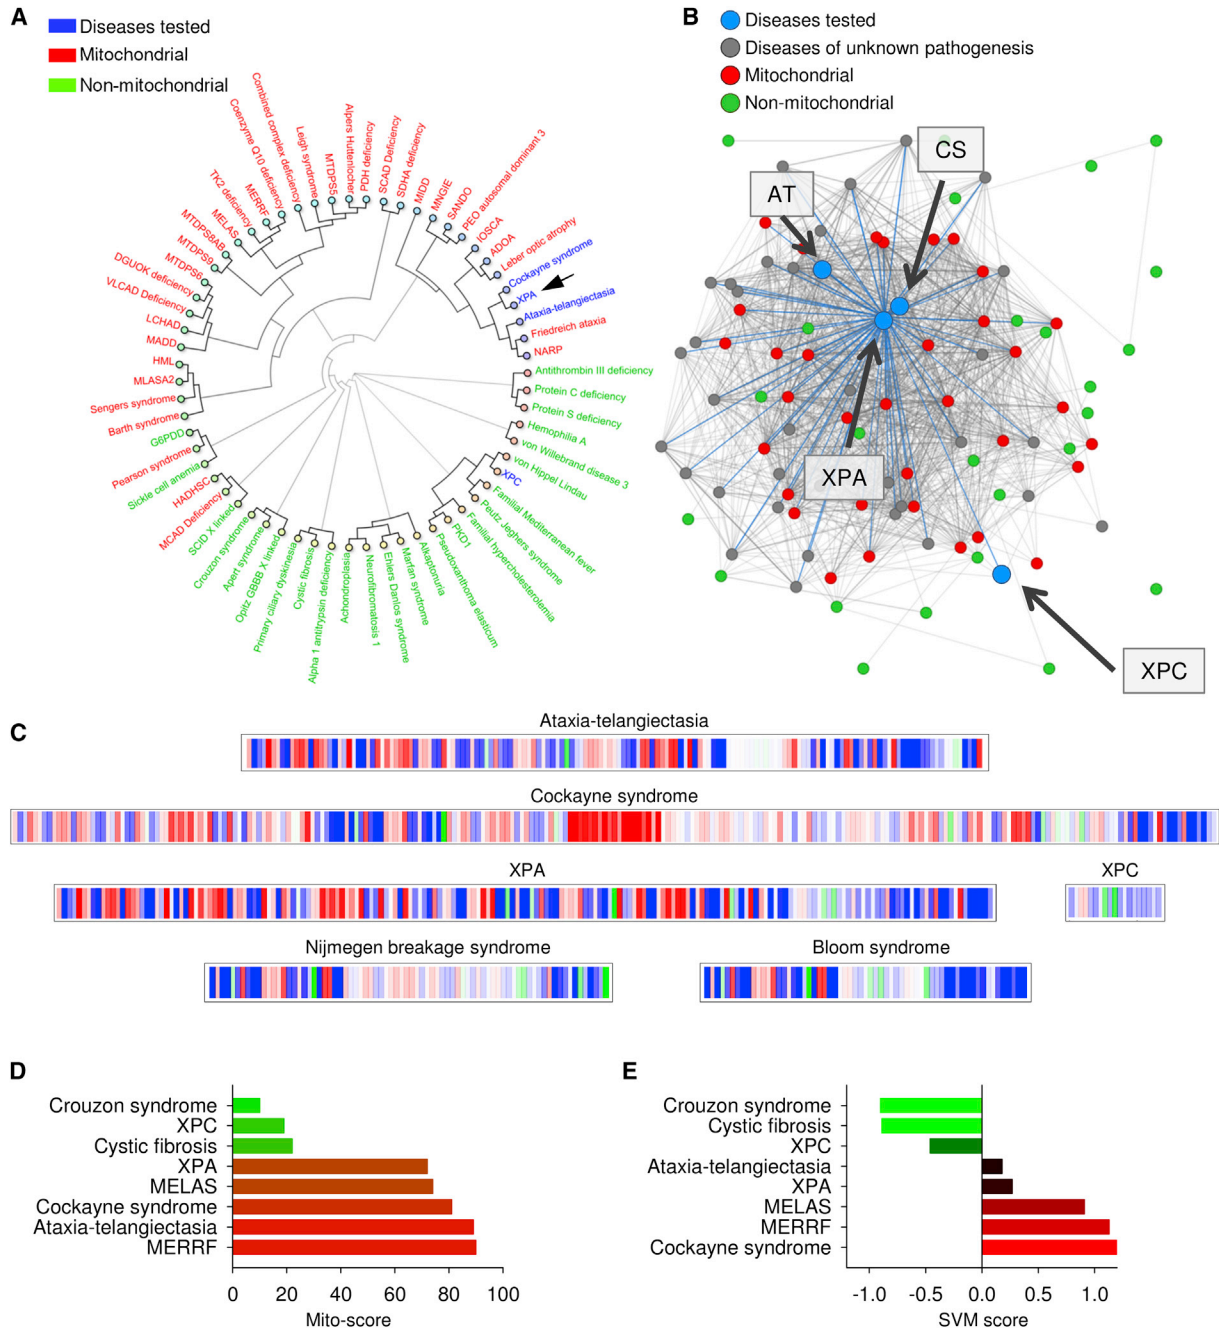 A
Diseases tested
Mitochondrial
Non-mitochondrial
Sickle cell anemia
Pearson syndrome
G6PDD
Barth syndrome
Sengers syndrome
MLASA2
HML
MADD
LCHAD
VLCAD Deficiency
DGUOK deficiency
MTDPS6
MTDPS9
MTDPS8AB
MELAS
TK2 deficiency
MERRF
Coenzyme Q10 deficiency
Combined complex deficiency
Leigh syndrome
MTDPS5
Alpers Huttenlocher
PDH deficiency
SCAD Deficiency
SDHA deficiency
MIDD
MNGIE
SANDO
PEO autosomal dominant 3
IOSCA
ADOA
Leber optic atrophy
Cockayne syndrome
XPA
Ataxia-telangiectasia
Friedreich ataxia
NARP
Antithrombin III deficiency
Protein C deficiency
Protein S deficiency
Hemophilia A
von Willebrand disease 3
von Hippel Lindau
XPC
Familial Mediterranean fever
Peutz Jeghers syndrome
Familial hypercholesterolemia
PKD1
Pseudoxanthoma elasticum
Alkaptonuria
Marfan syndrome
Ehlers Danlos syndrome
Neurofibromatosis 1
Achondroplasia
Alpha 1 antitrypsin deficiency
Cystic fibrosis
Primary ciliary dyskinesia
Opitz GBBB X linked
Apert syndrome
Crouzon syndrome
SCID X linked
MCAD Deficiency
HADHSC
B
Diseases tested
Diseases of unknown pathogenesis
Mitochondrial
Non-mitochondrial
CS
AT
XPA
XPC
C
Ataxia-telangiectasia
Cockayne syndrome
XPA
XPC
Nijmegen breakage syndrome
Bloom syndrome
D
Crouzon syndrome
XPC
Cystic fibrosis
XPA
MELAS
Cockayne syndrome
Ataxia-telangiectasia
MERRF
0 20 40 60 80 100
Mito-score
E
Crouzon syndrome
Cystic fibrosis
XPC
Ataxia-telangiectasia
XPA
MELAS
MERRF
Cockayne syndrome
-1.0 -0.5 0.0 0.5 1.0
SVM score